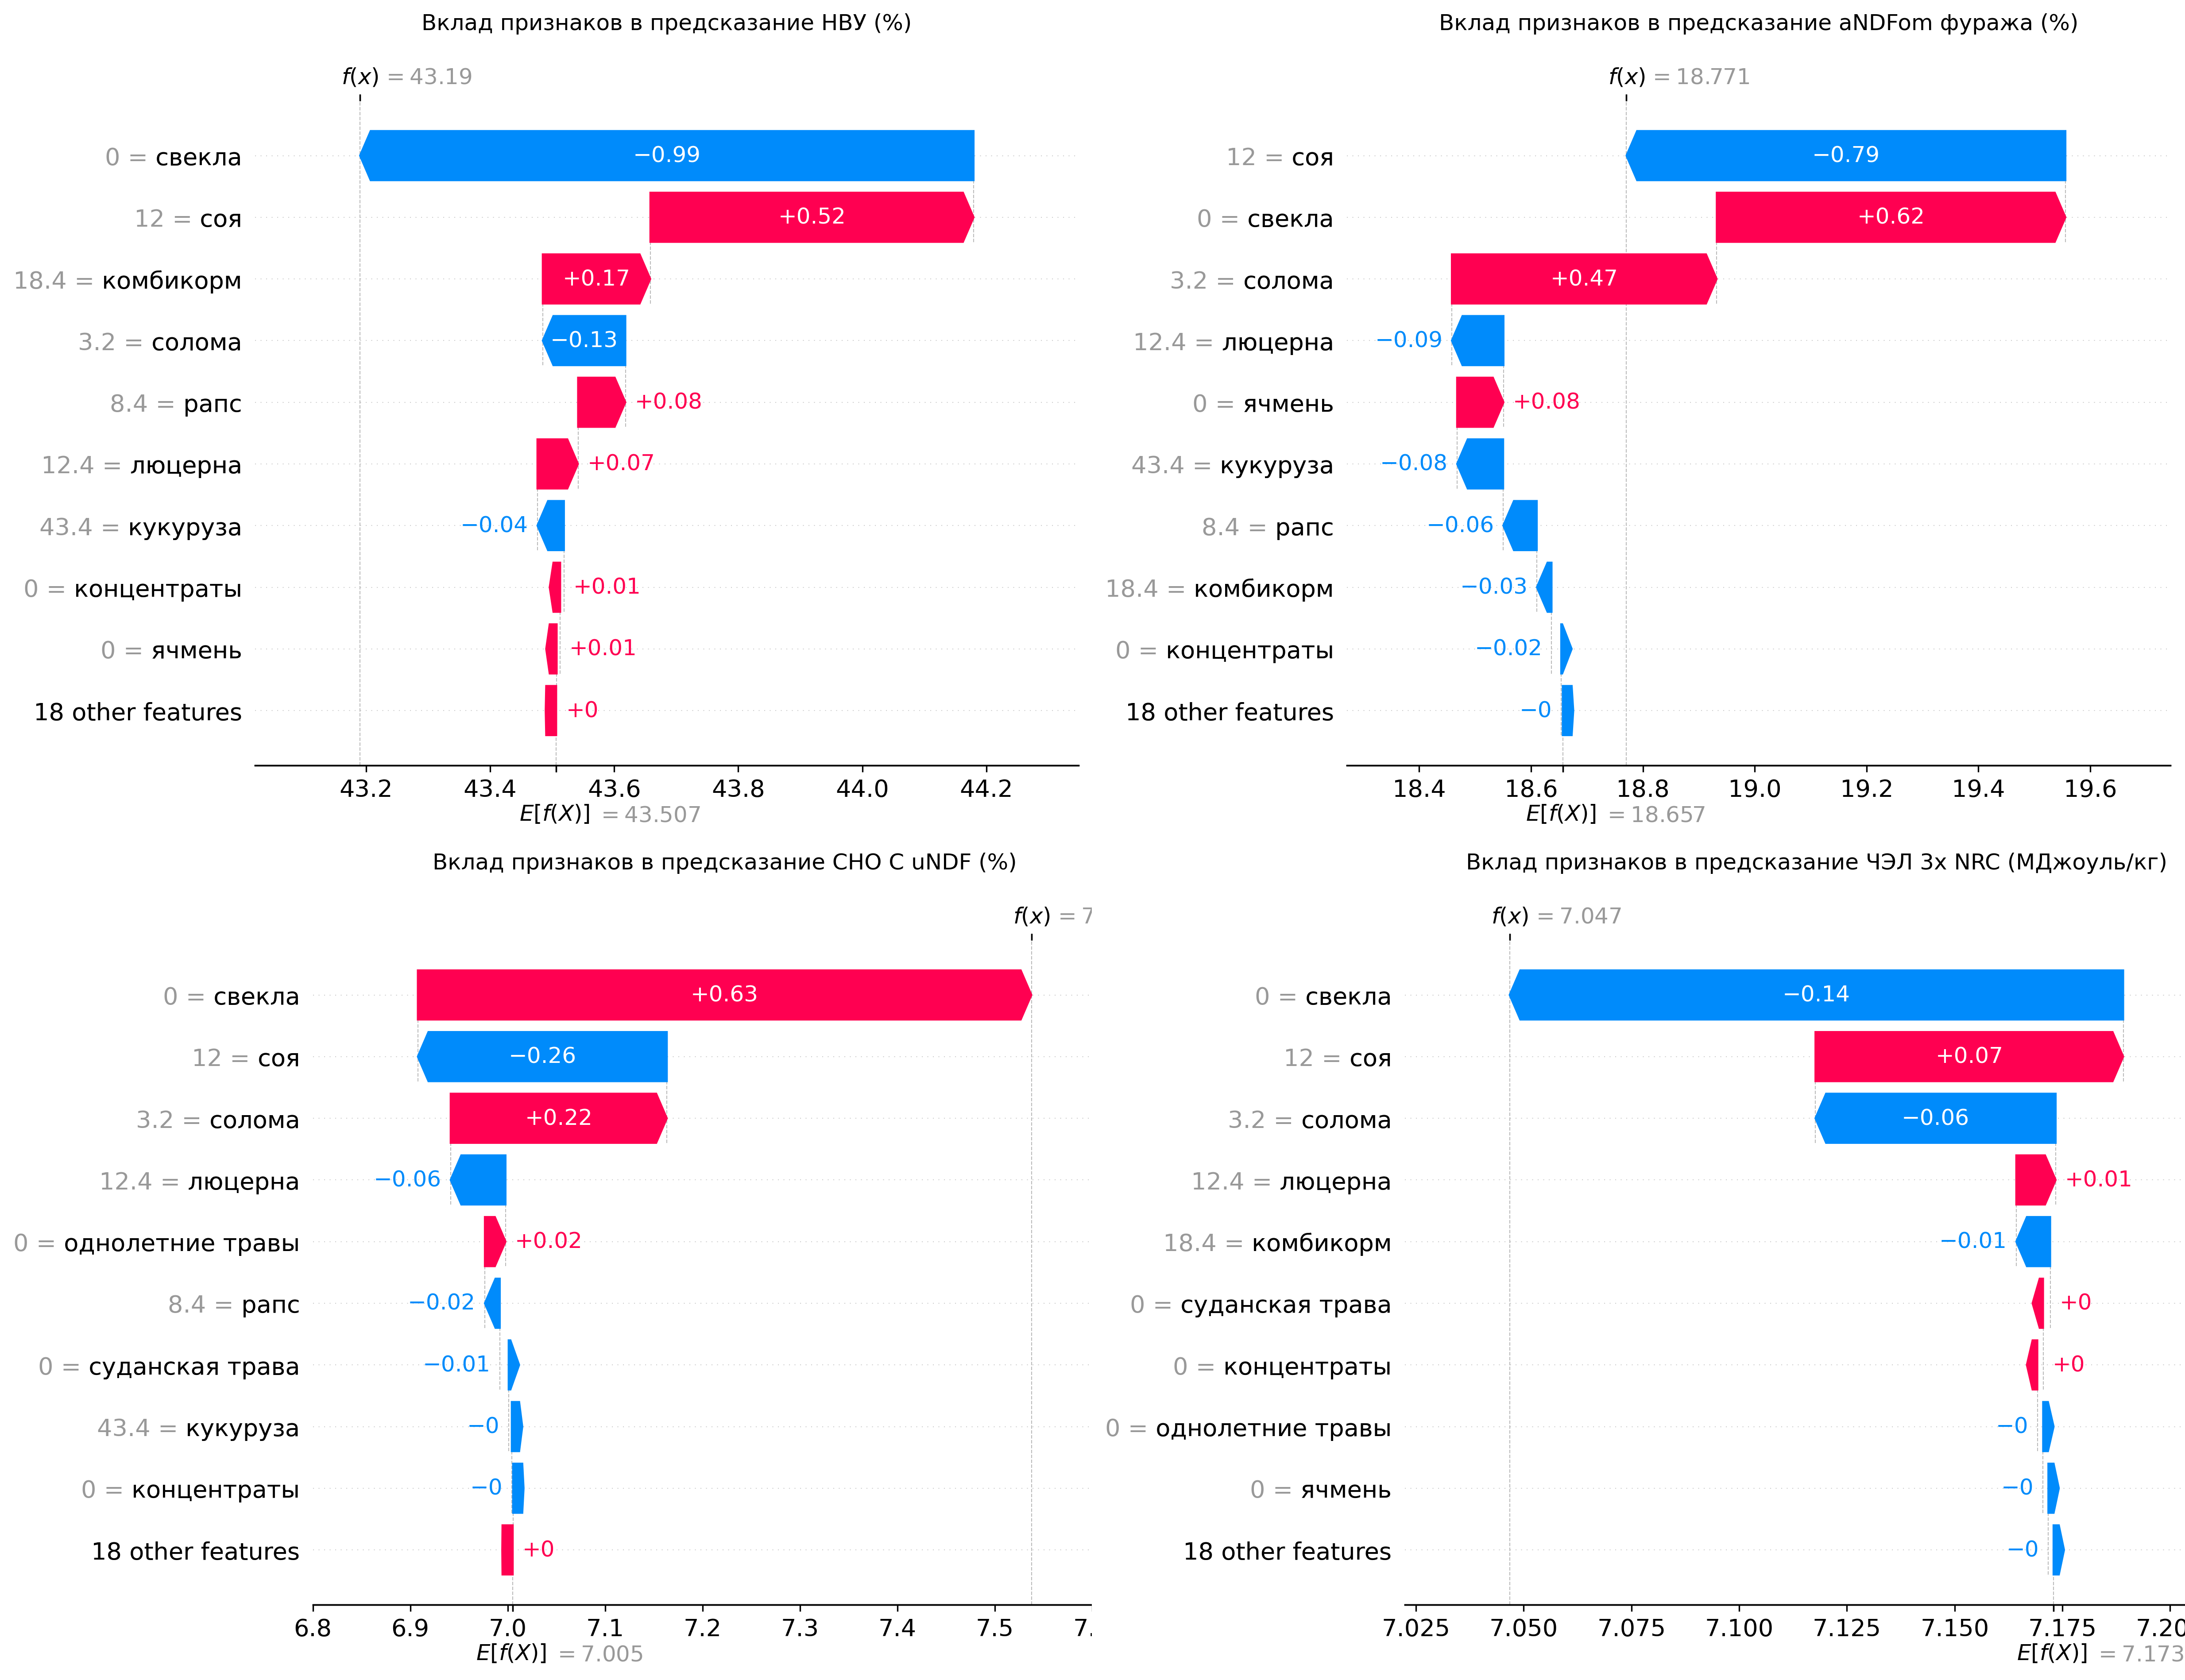 Вклад признаков в предсказание НВУ (%)
f(x) = 43.19
0 = свекла
−0.99
12 = соя
+0.52
18.4 = комбикорм
+0.17
3.2 = солома
−0.13
8.4 = рапс
+0.08
12.4 = люцерна
+0.07
43.4 = кукуруза
−0.04
0 = концентраты
+0.01
0 = ячмень
+0.01
18 other features
+0
43.2 43.4 43.6 43.8 44.0 44.2
E[f(X)] = 43.507
Вклад признаков в предсказание aNDFom фуража (%)
f(x) = 18.771
12 = соя
−0.79
0 = свекла
+0.62
3.2 = солома
+0.47
12.4 = люцерна
−0.09
0 = ячмень
+0.08
43.4 = кукуруза
−0.08
8.4 = рапс
−0.06
18.4 = комбикорм
−0.03
0 = концентраты
−0.02
18 other features
−0
18.4 18.6 18.8 19.0 19.2 19.4 19.6
E[f(X)] = 18.657
Вклад признаков в предсказание CHO C uNDF (%)
f(x) = 7
0 = свекла
+0.63
12 = соя
−0.26
3.2 = солома
+0.22
12.4 = люцерна
−0.06
0 = однолетние травы
+0.02
8.4 = рапс
−0.02
0 = суданская трава
−0.01
43.4 = кукуруза
−0
0 = концентраты
−0
18 other features
+0
6.8 6.9 7.0 7.1 7.2 7.3 7.4 7.5 7.
E[f(X)] = 7.005
Вклад признаков в предсказание ЧЭЛ 3x NRC (МДжоуль/кг)
f(x) = 7.047
0 = свекла
−0.14
12 = соя
+0.07
3.2 = солома
−0.06
12.4 = люцерна
+0.01
18.4 = комбикорм
−0.01
0 = суданская трава
+0
0 = концентраты
+0
0 = однолетние травы
−0
0 = ячмень
−0
18 other features
−0
7.025 7.050 7.075 7.100 7.125 7.150 7.175 7.20
E[f(X)] = 7.173